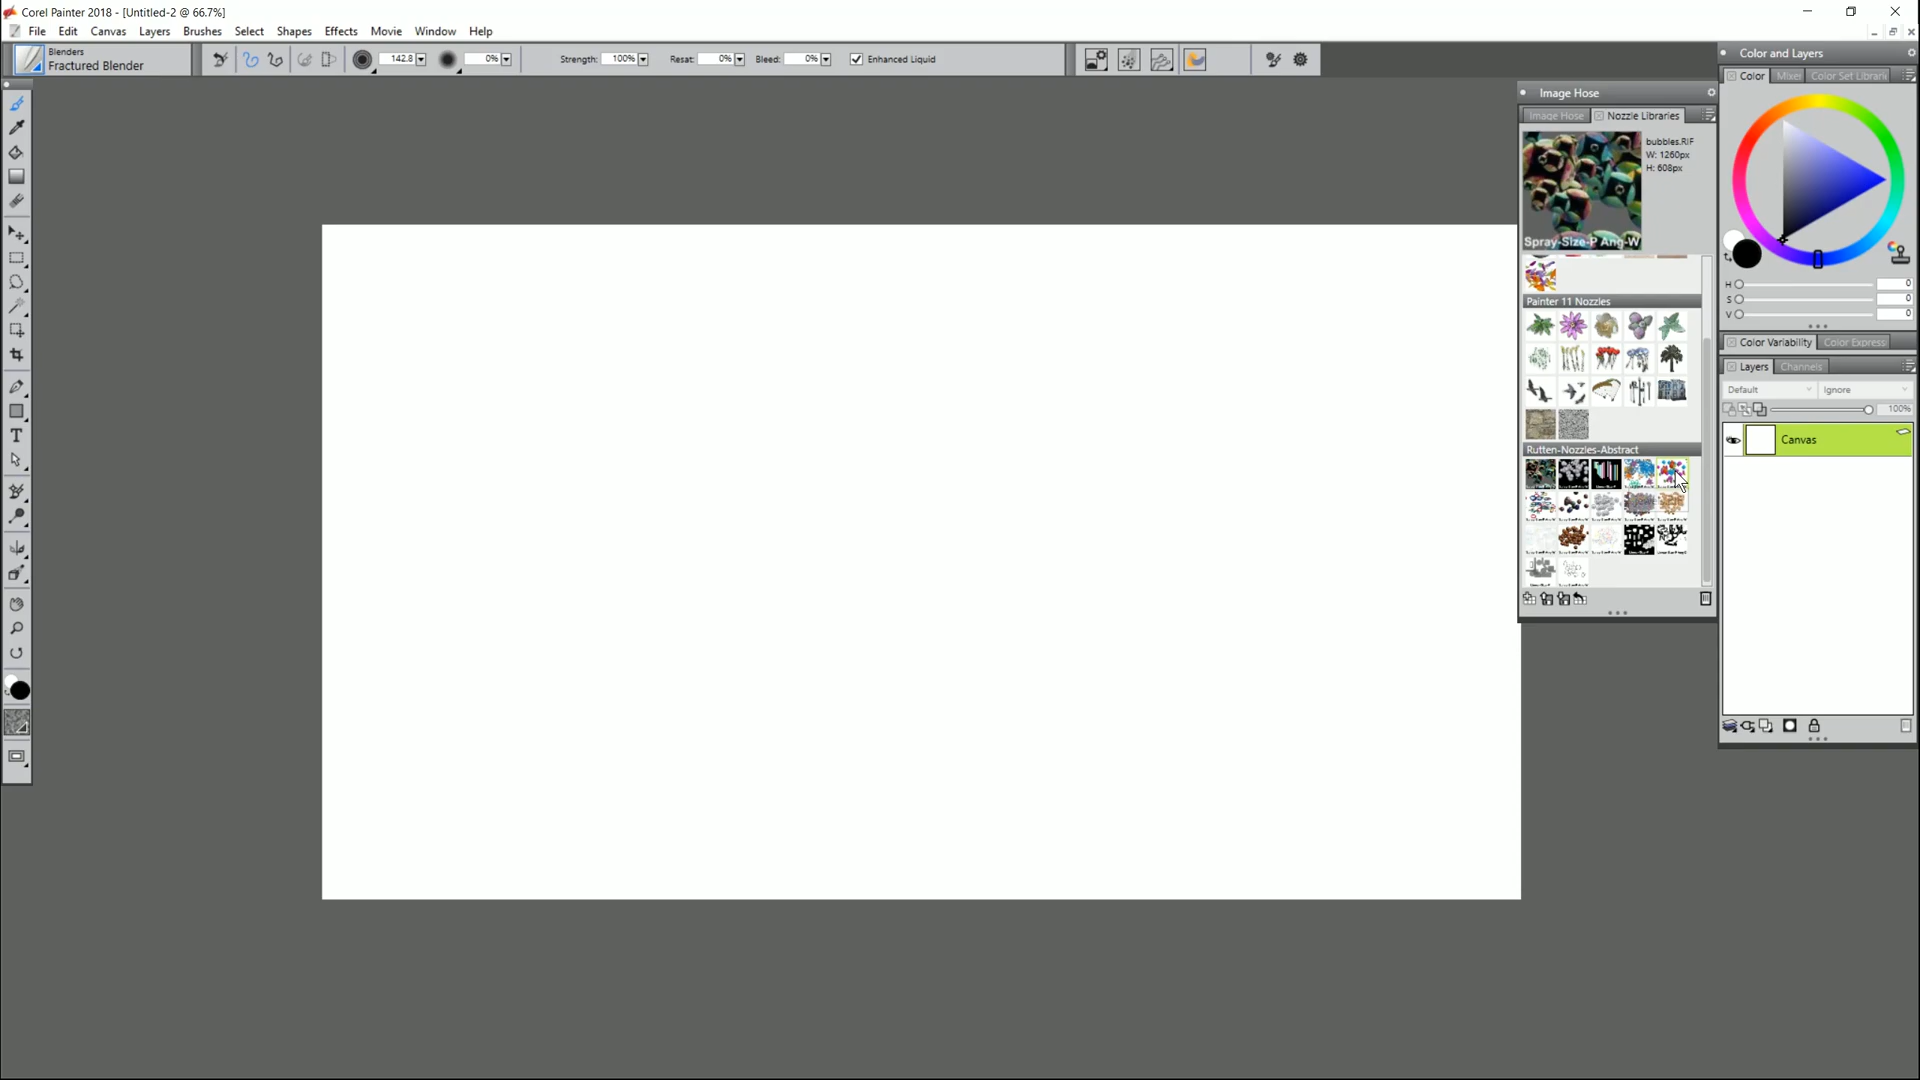 Corel Painter 2018 - [Untitled-2 @ 66.7%]
File Edit Canvas Layers Brushes Select Shapes Effects Movie Window Help
Blenders
Fractured Blender
142.8 0% Strength: 100% Resat: 0% Bleed: 0% Enhanced Liquid
Color and Layers
Color Mixer Color Set Librari
Image Hose
Image Hose Nozzle Libraries
bubbles.RIF
W: 1260px
H: 608px
Spray-Size-P Ang-W
H 0
S 0
V 0
Painter 11 Nozzles
Color Variability Color Express
Layers Channels
Default Ignore
100%
Canvas
Rutten-Nozzles-Abstract
T